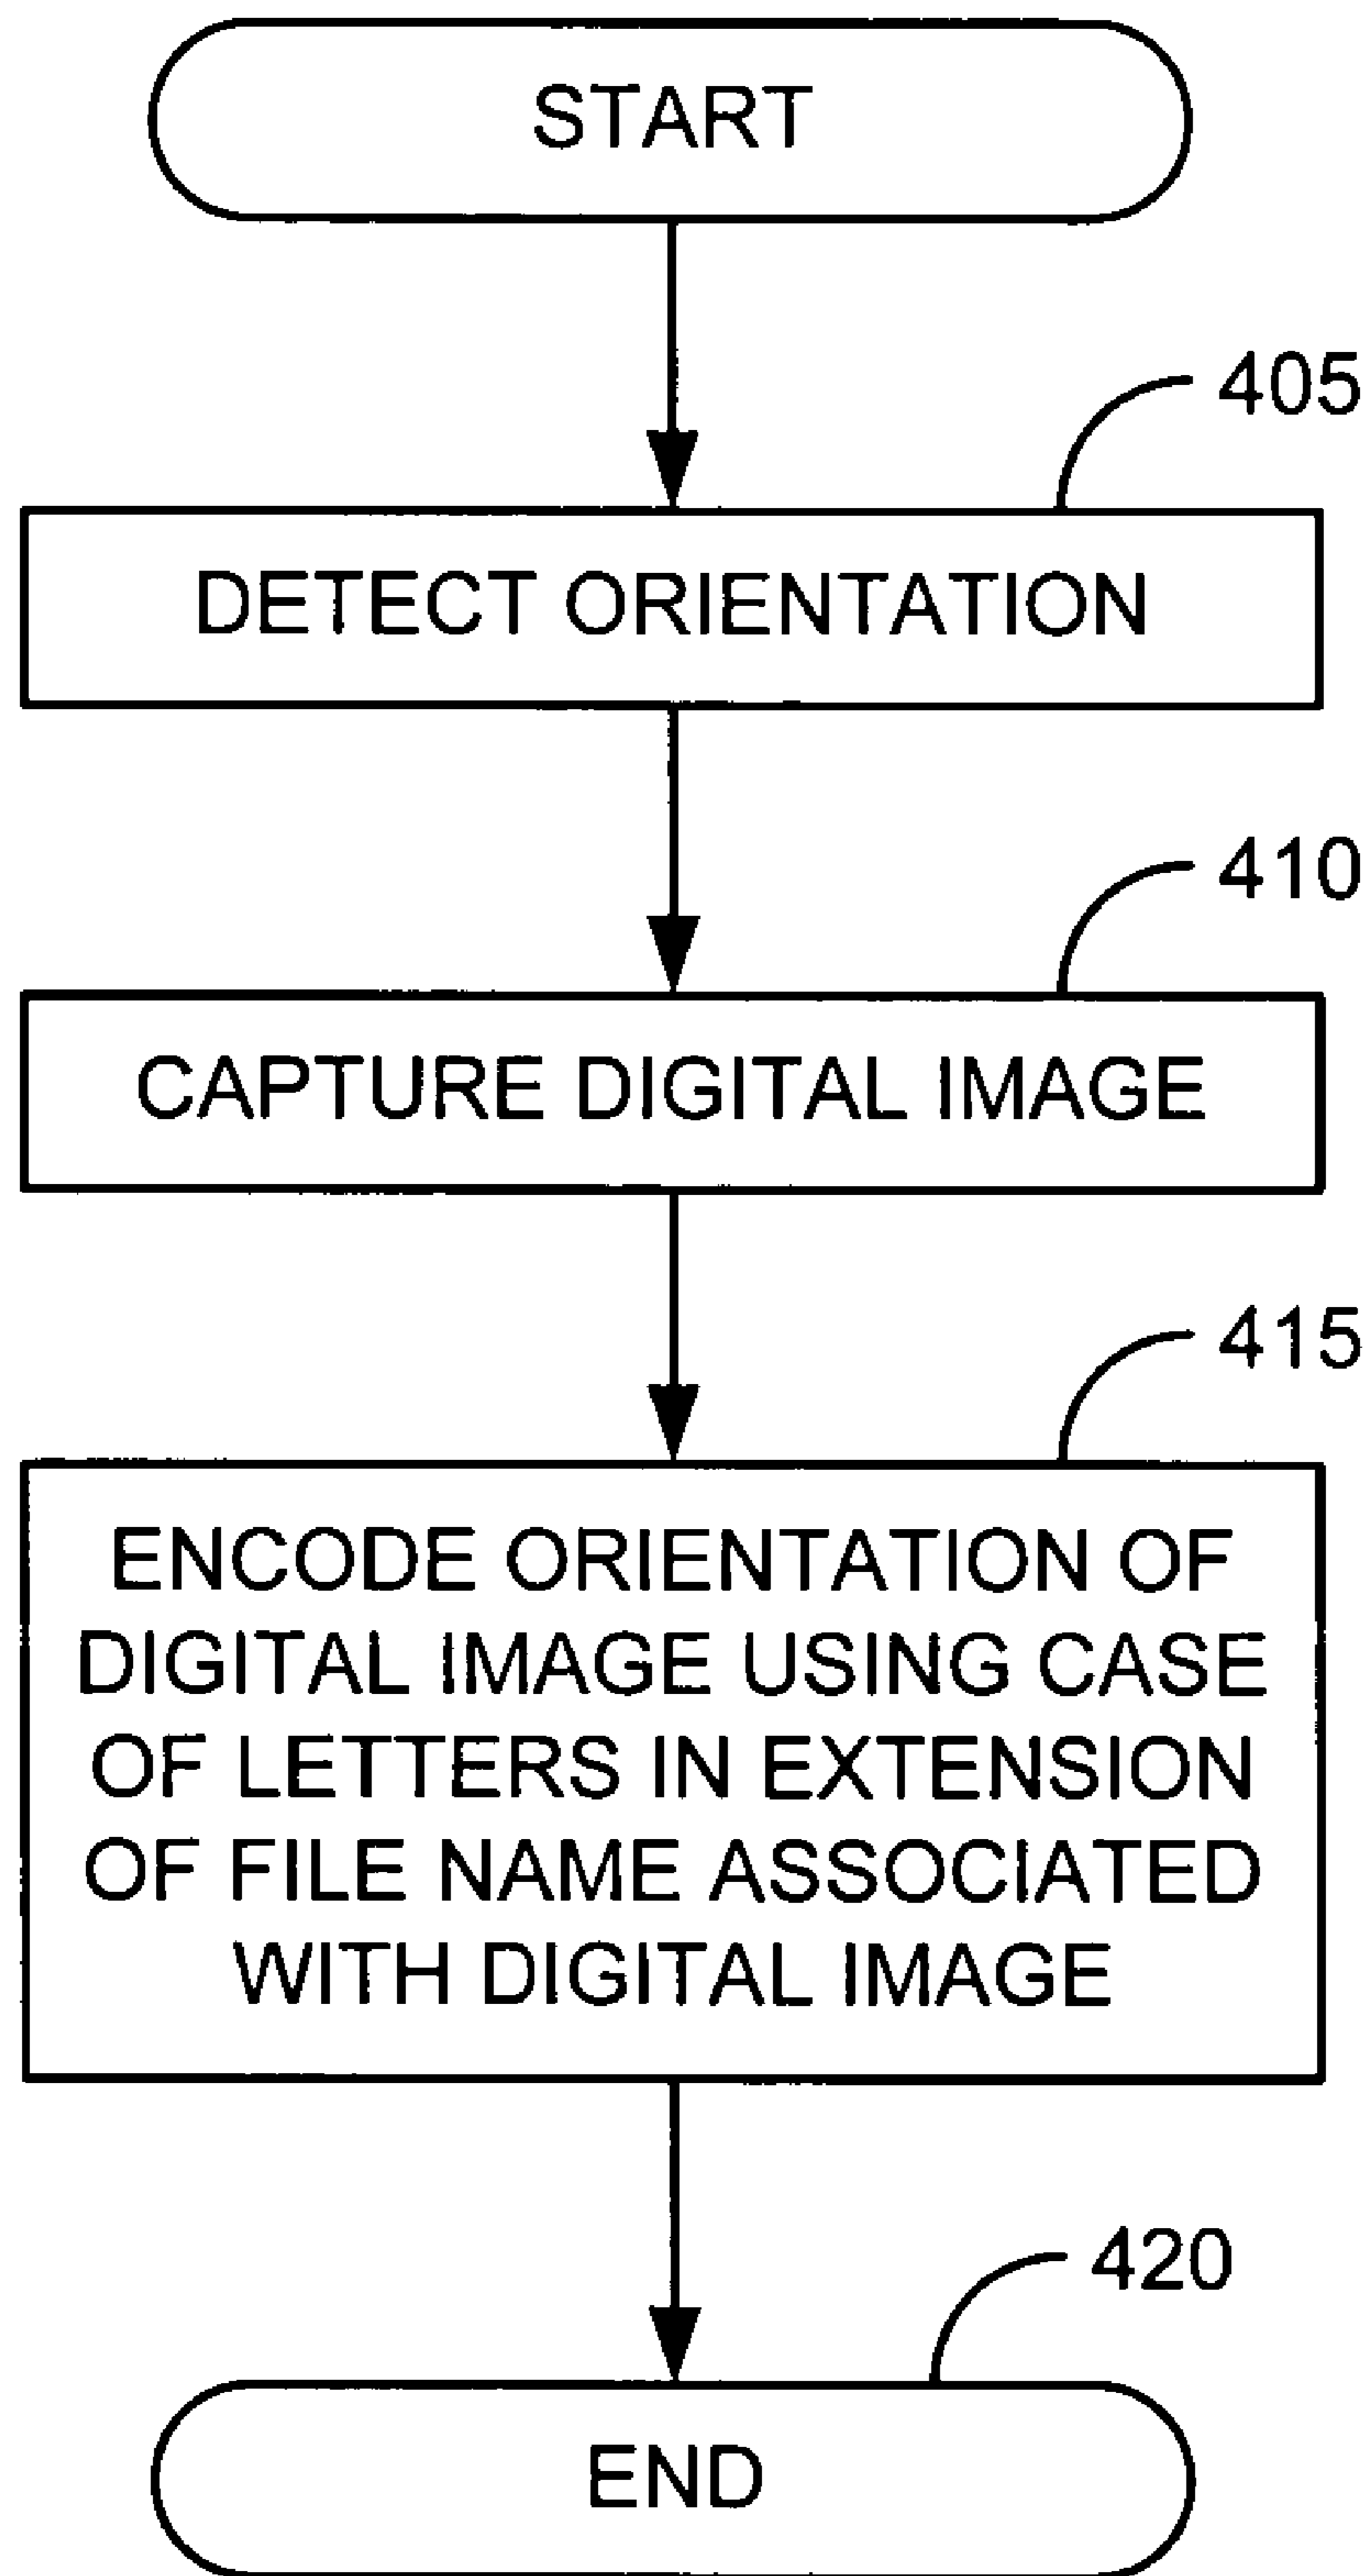 START
405
DETECT ORIENTATION
410
CAPTURE DIGITAL IMAGE
415
ENCODE ORIENTATION OF
DIGITAL IMAGE USING CASE
OF LETTERS IN EXTENSION
OF FILE NAME ASSOCIATED
WITH DIGITAL IMAGE
420
END